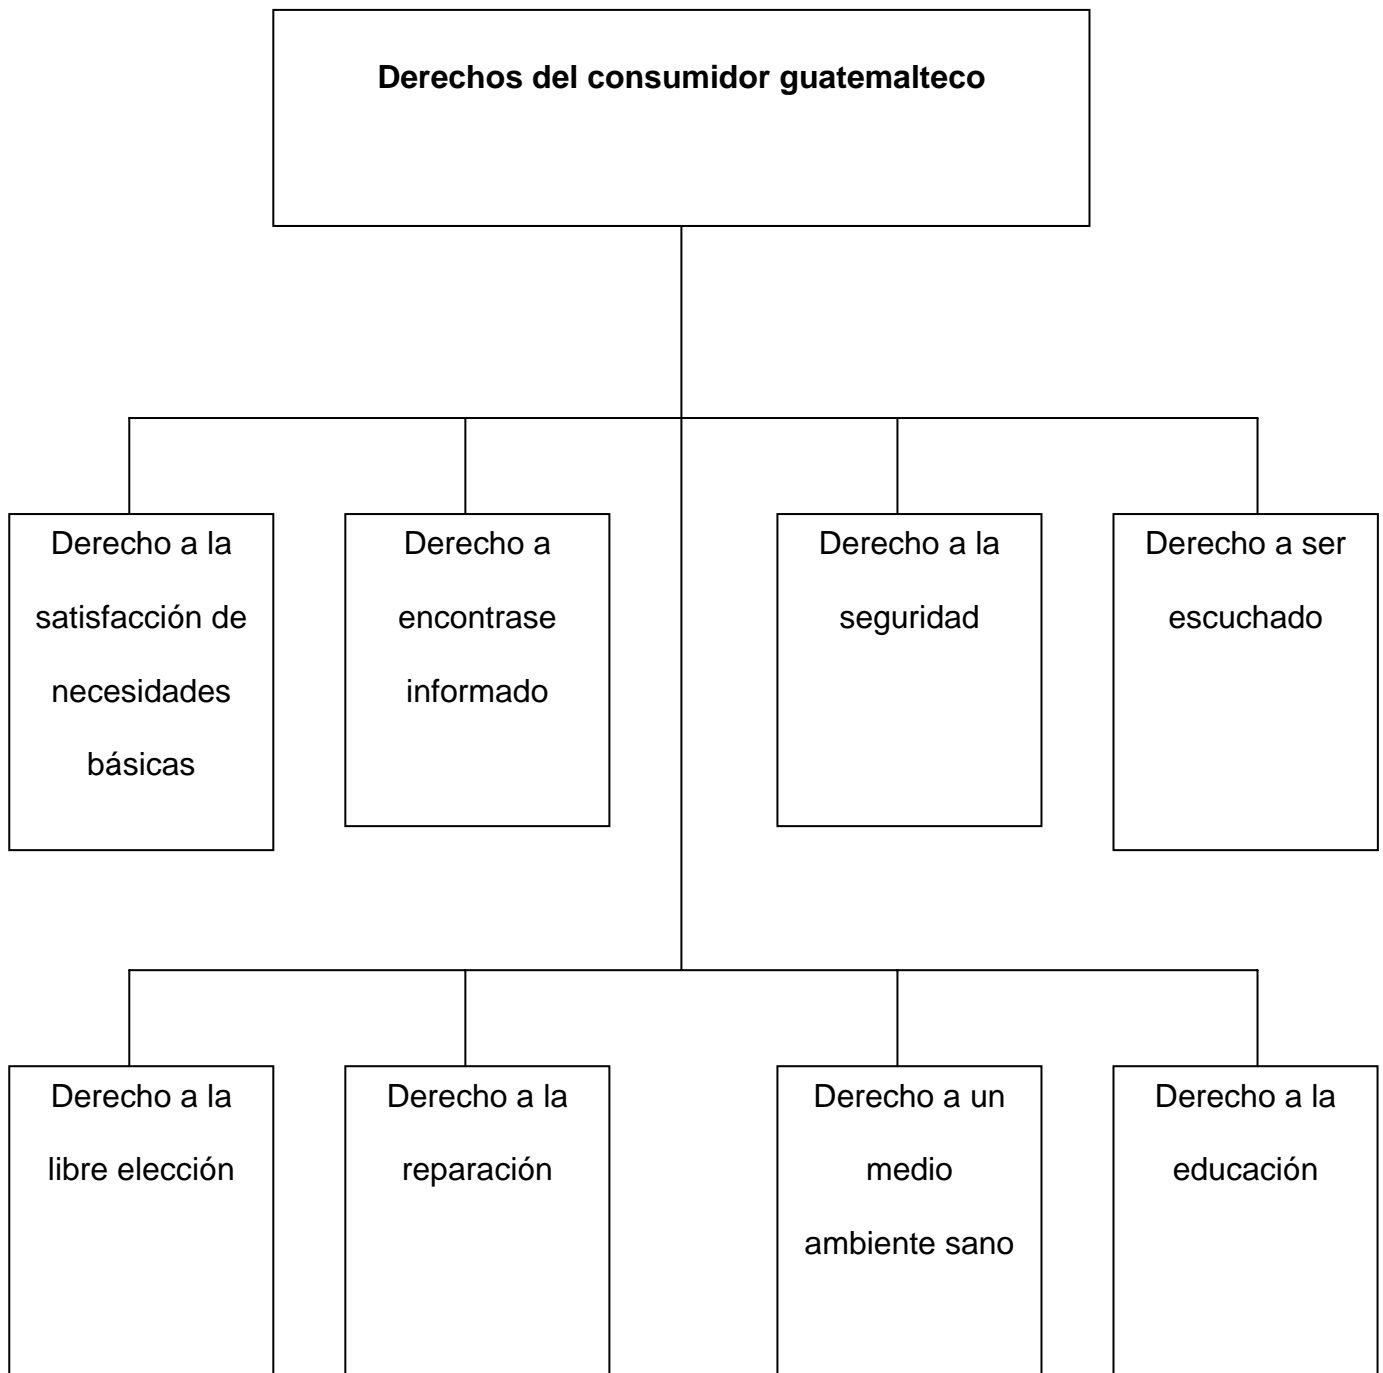 Derechos del consumidor guatemalteco
Derecho a la
satisfacción de
necesidades
básicas
Derecho a
encontrase
informado
Derecho a la
seguridad
Derecho a ser
escuchado
Derecho a la
libre elección
Derecho a la
reparación
Derecho a un
medio
ambiente sano
Derecho a la
educación